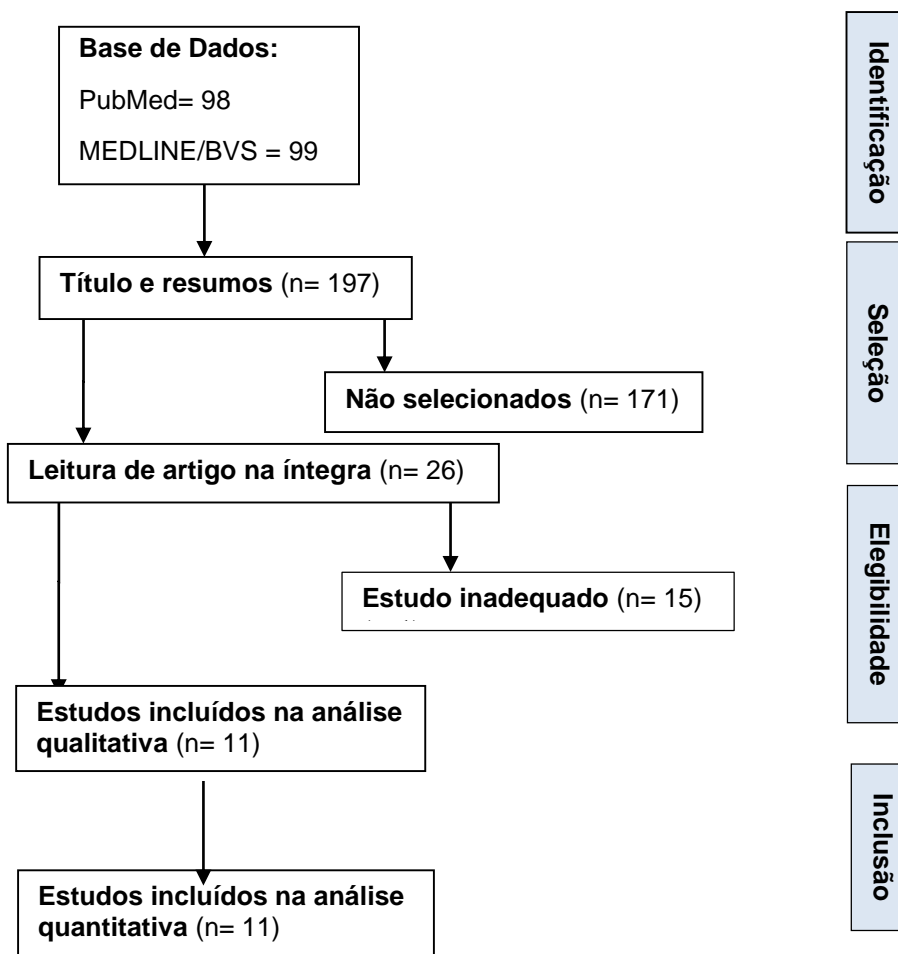 Base de Dados:
PubMed= 98
MEDLINE/BVS = 99
Identificação
Título e resumos (n= 197)
Não selecionados (n= 171)
Seleção
Leitura de artigo na íntegra (n= 26)
Estudo inadequado (n= 15)
Elegibilidade
Estudos incluídos na análise
qualitativa (n= 11)
Estudos incluídos na análise
quantitativa (n= 11)
Inclusão